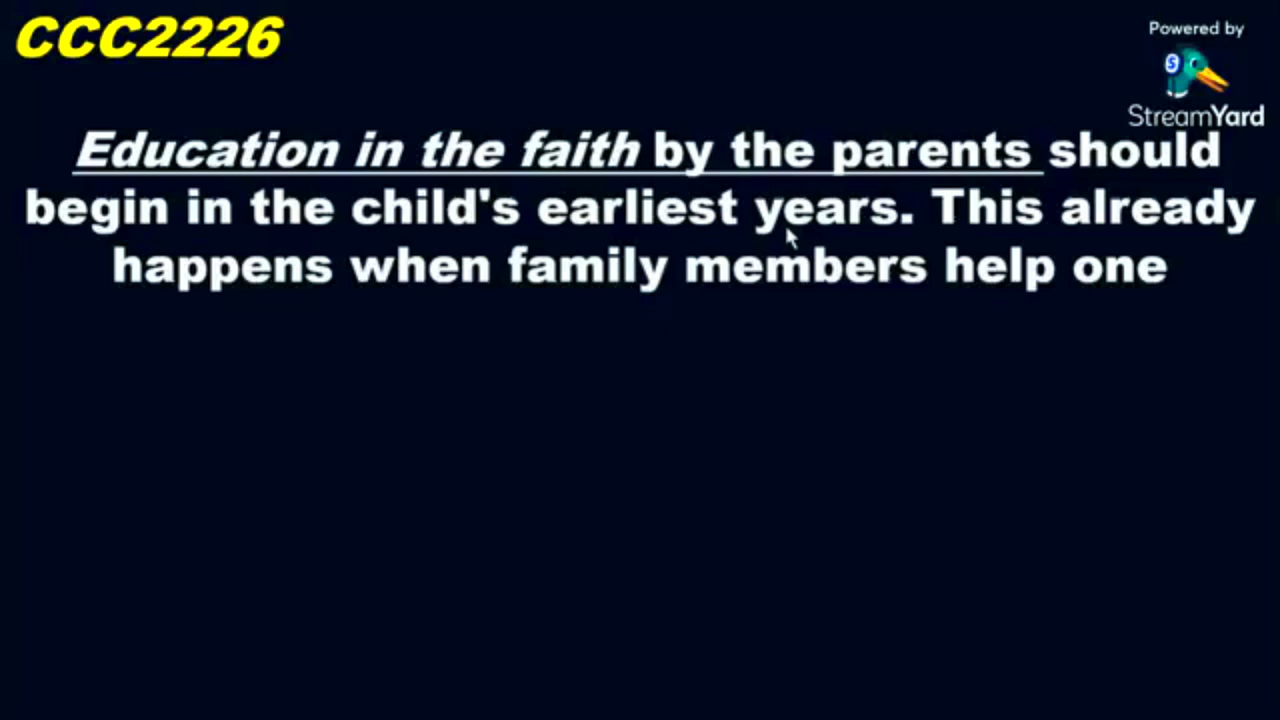 CCC2226
Powered by
S
StreamYard
Education in the faith by the parents should
begin in the child's earliest years. This already
happens when family members help one